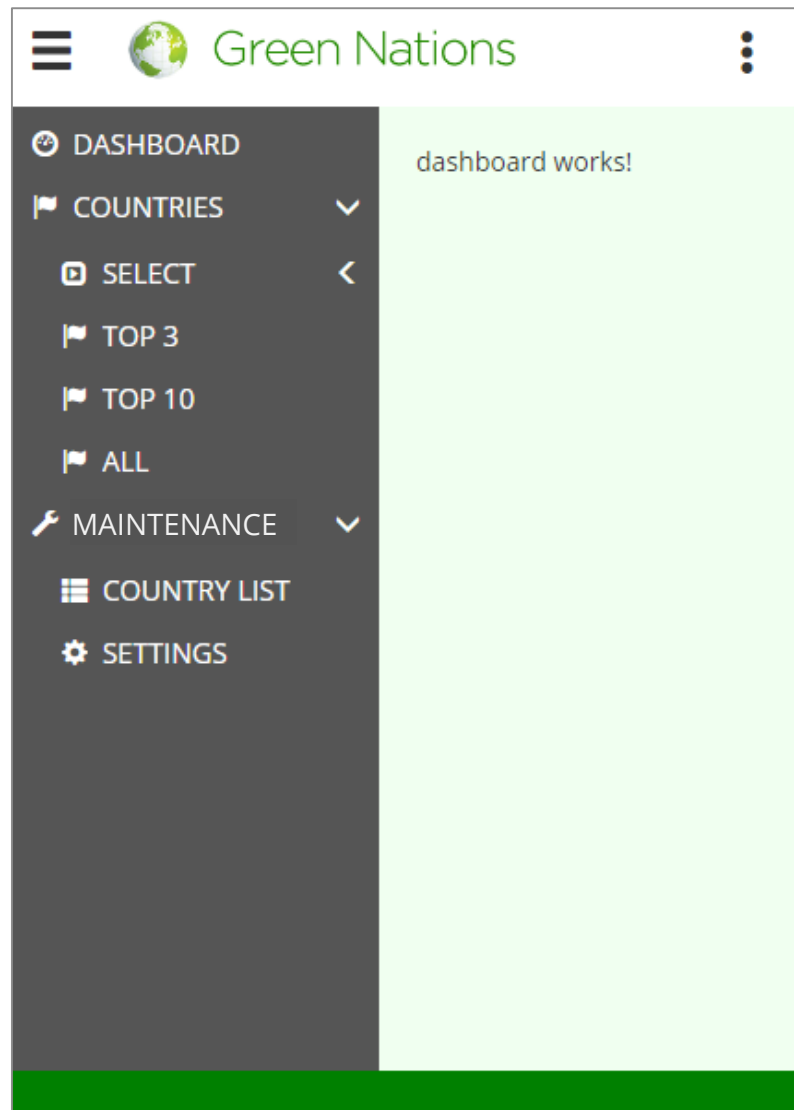 Green Nations
DASHBOARD
dashboard works!
COUNTRIES
SELECT
TOP 3
TOP 10
ALL
MAINTENANCE
COUNTRY LIST
SETTINGS